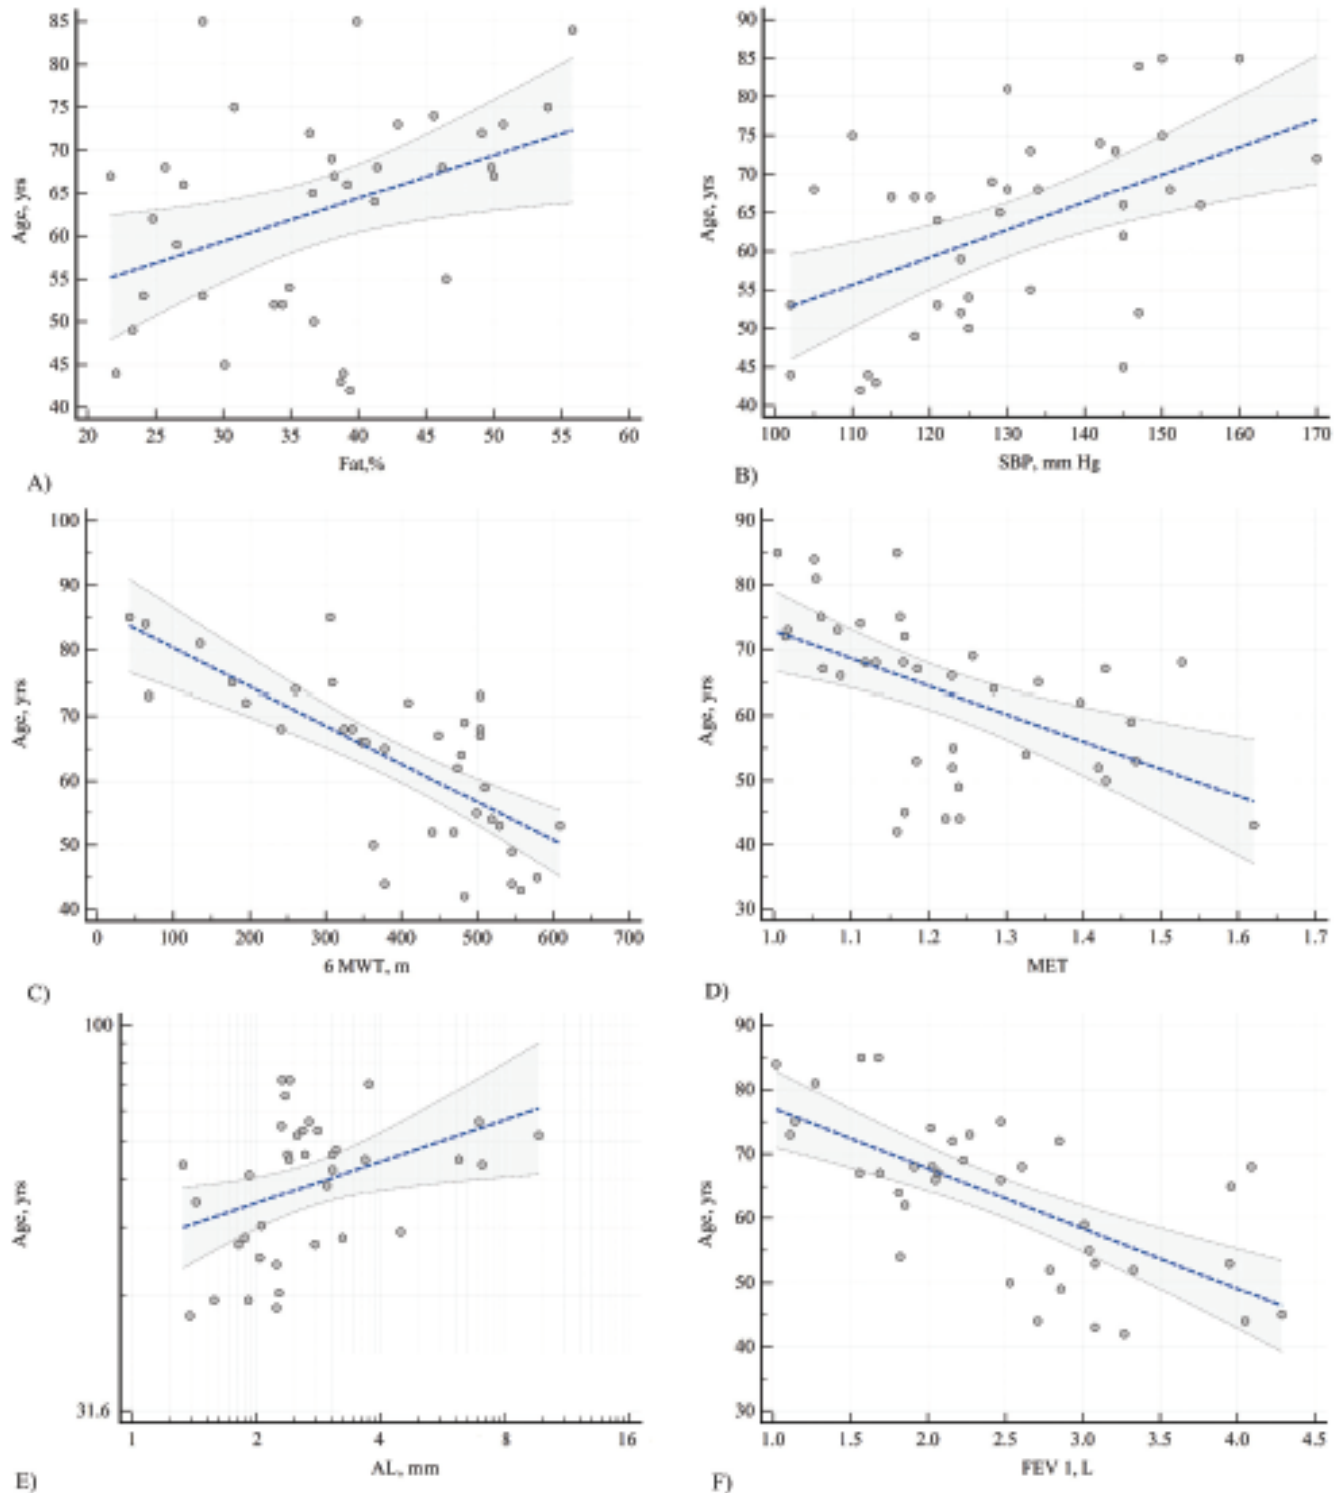 85
80
75
70
65
60
55
50
45
40
Age, yrs
20 25 30 35 40 45 50 55 60
Fat,%
A)
90
85
80
75
70
65
60
55
50
45
40
Age, yrs
100 110 120 130 140 150 160 170
SBP, mm Hg
B)
100
90
80
70
60
50
40
Age, yrs
0 100 200 300 400 500 600 700
6 MWT, m
C)
90
80
70
60
50
40
30
Age, yrs
1.0 1.1 1.2 1.3 1.4 1.5 1.6 1.7
MET
D)
100
Age, yrs
31.6
1 2 4 8 16
AL, mm
E)
90
80
70
60
50
40
30
Age, yrs
1.0 1.5 2.0 2.5 3.0 3.5 4.0 4.5
FEV 1, L
F)